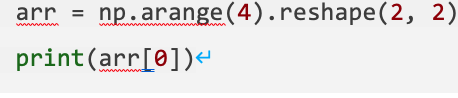 arr = np.arange(4).reshape(2, 2)
print(arr[0])↵